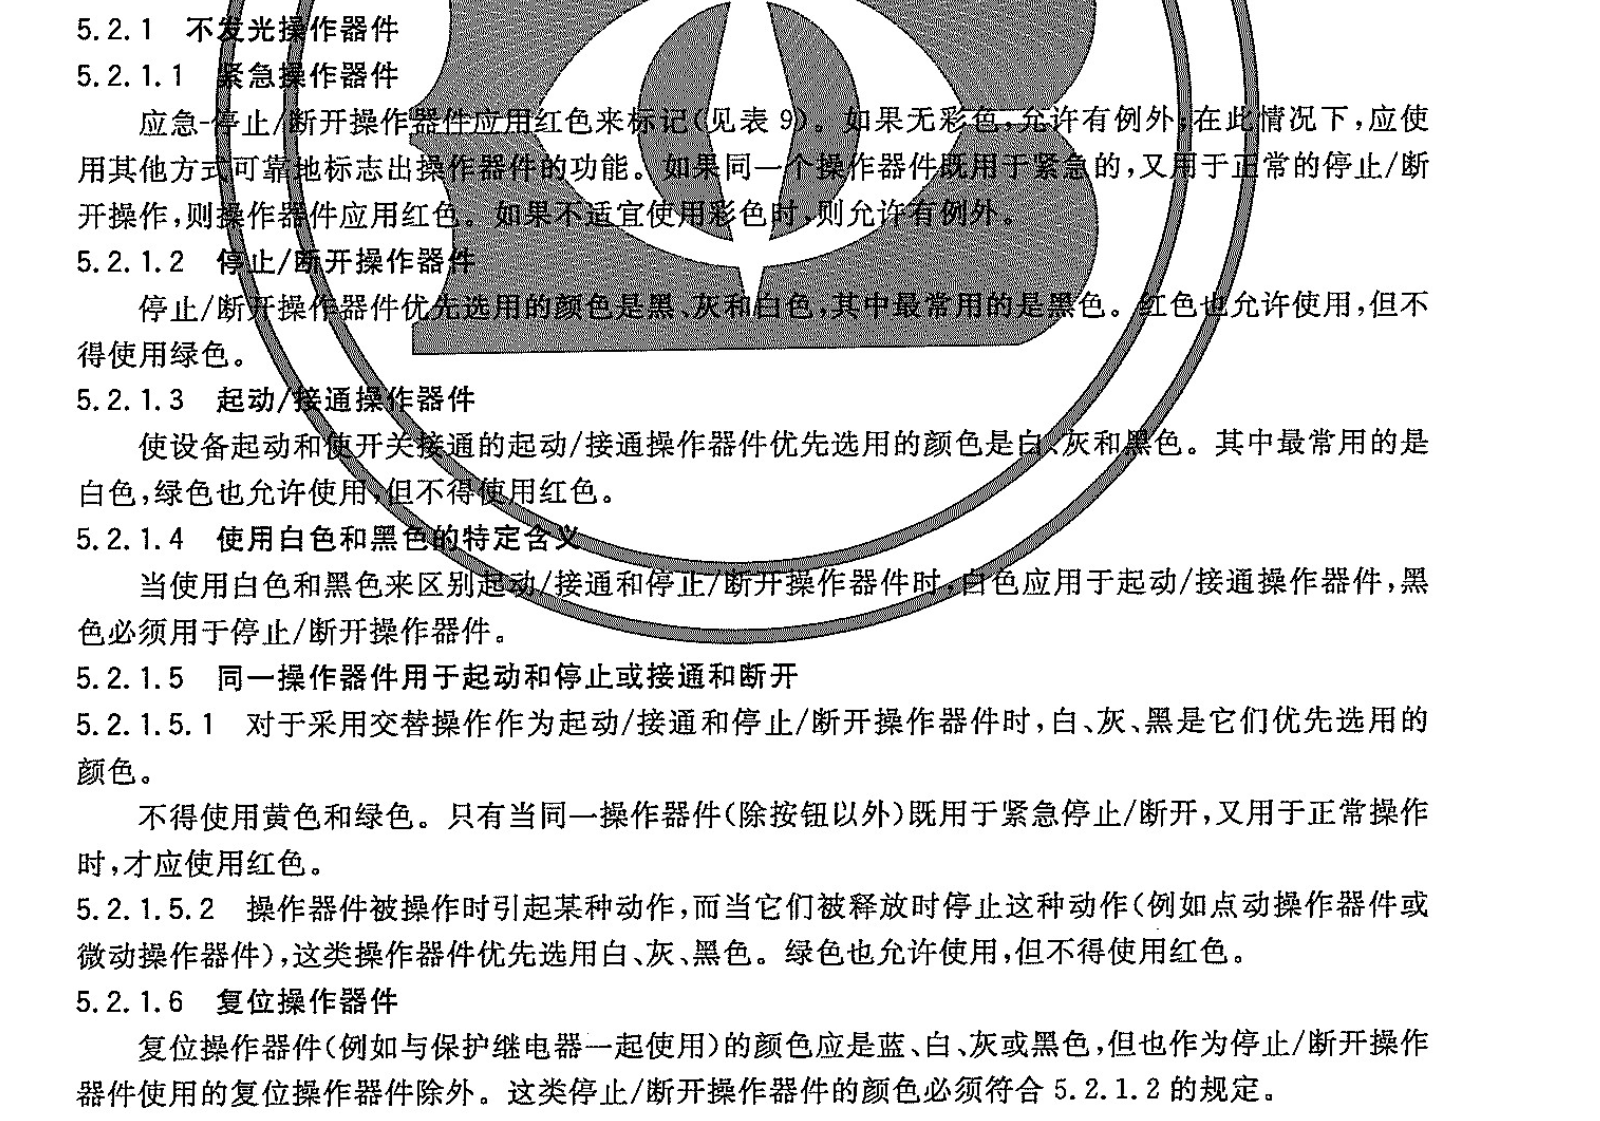 5.2.1 不发光操作器件
5.2.1.1 紧急操作器件
应急-停止/断开操作器件应用红色来标记(见表 9)。如果无彩色,允许有例外;在此情况下,应使
用其他方式可靠地标志出操作器件的功能。如果同一个操作器件既用于紧急的,又用于正常的停止/断
开操作,则操作器件应用红色。如果不适宜使用彩色时,则允许有例外。
5.2.1.2 停止/断开操作器件
停止/断开操作器件优先选用的颜色是黑、灰和白色,其中最常用的是黑色。红色也允许使用,但不
得使用绿色。
5.2.1.3 起动/接通操作器件
使设备起动和使开关接通的起动/接通操作器件优先选用的颜色是白、灰和黑色。其中最常用的是
白色,绿色也允许使用,但不得使用红色。
5.2.1.4 使用白色和黑色的特定含义
当使用白色和黑色来区别起动/接通和停止/断开操作器件时,白色应用于起动/接通操作器件,黑
色必须用于停止/断开操作器件。
5.2.1.5 同一操作器件用于起动和停止或接通和断开
5.2.1.5.1 对于采用交替操作作为起动/接通和停止/断开操作器件时,白、灰、黑是它们优先选用的
颜色。
不得使用黄色和绿色。只有当同一操作器件(除按钮以外)既用于紧急停止/断开,又用于正常操作
时,才应使用红色。
5.2.1.5.2 操作器件被操作时引起某种动作,而当它们被释放时停止这种动作(例如点动操作器件或
微动操作器件),这类操作器件优先选用白、灰、黑色。绿色也允许使用,但不得使用红色。
5.2.1.6 复位操作器件
复位操作器件(例如与保护继电器一起使用)的颜色应是蓝、白、灰或黑色,但也作为停止/断开操作
器件使用的复位操作器件除外。这类停止/断开操作器件的颜色必须符合 5.2.1.2 的规定。